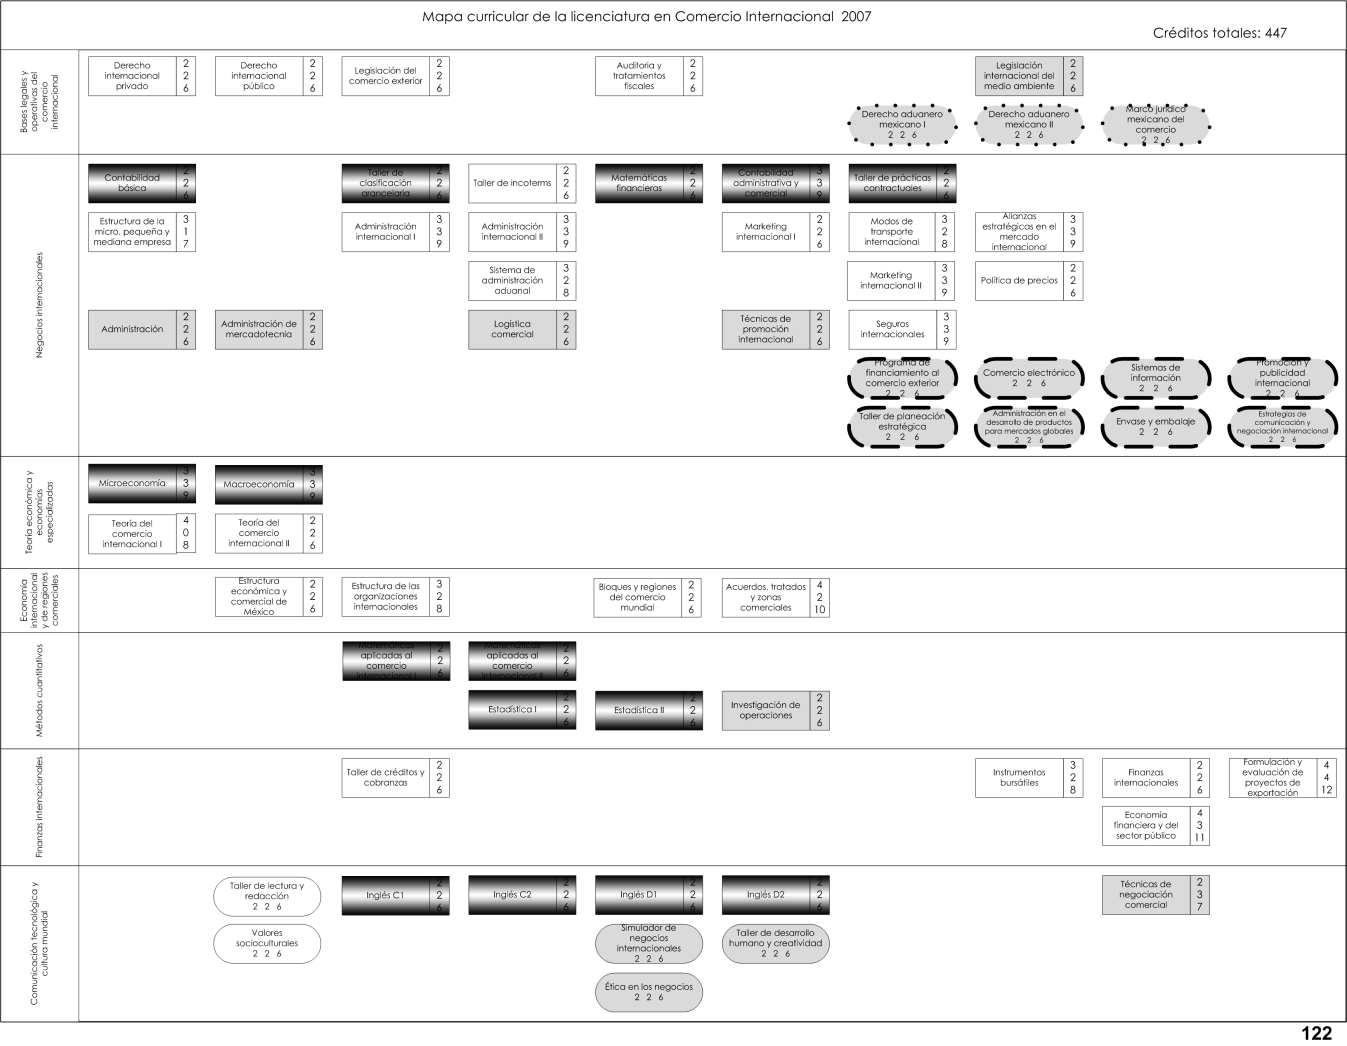 Mapa curricular de la licenciatura en Comercio Internacional  2007
Créditos totales: 447
Bases legales y
operativas del
comercio
internacional
Derecho
internacional
privado
2
2
6
Derecho
internacional
público
2
2
6
Legislación del
comercio exterior
2
2
6
Auditoria y
tratamientos
fiscales
2
2
6
Legislación
internacional del
medio ambiente
2
2
6
Derecho aduanero
mexicano I
2 2 6
Derecho aduanero
mexicano II
2 2 6
Marco jurídico
mexicano del
comercio
2 2 6
Negocios internacionales
Contabilidad
básica
2
2
6
Taller de
clasificación
arancelaria
2
2
6
Taller de incoterms
2
2
6
Matemáticas
financieras
2
2
6
Contabilidad
administrativa y
comercial
3
3
9
Taller de prácticas
contractuales
2
2
6
Estructura de la
micro, pequeña y
mediana empresa
3
1
7
Administración
internacional I
3
3
9
Administración
internacional II
3
3
9
Marketing
internacional I
2
2
6
Modos de
transporte
internacional
3
2
8
Alianzas
estratégicas en el
mercado
internacional
3
3
9
Sistema de
administración
aduanal
3
2
8
Marketing
internacional II
3
3
9
Política de precios
2
2
6
Administración
2
2
6
Administración de
mercadotecnia
2
2
6
Logística
comercial
2
2
6
Técnicas de
promoción
internacional
2
2
6
Seguros
internacionales
3
3
9
Programa de
financiamiento al
comercio exterior
2 2 6
Comercio electrónico
2 2 6
Sistemas de
información
2 2 6
Promoción y
publicidad
internacional
2 2 6
Taller de planeación
estratégica
2 2 6
Administración en el
desarrollo de productos
para mercados globales
2 2 6
Envase y embalaje
2 2 6
Estrategias de
comunicación y
negociación internacional
2 2 6
Teoría económica y
economías
especializadas
Microeconomía
3
3
9
Macroeconomía
3
3
9
Teoría del
comercio
internacional I
4
0
8
Teoría del
comercio
internacional II
2
2
6
Economía
internacional
y de regiones
comerciales
Estructura
económica y
comercial de
México
2
2
6
Estructura de las
organizaciones
internacionales
3
2
8
Bloques y regiones
del comercio
mundial
2
2
6
Acuerdos, tratados
y zonas
comerciales
4
2
10
Métodos cuantitativos
Matemáticas
aplicadas al
comercio
internacional I
2
2
6
Matemáticas
aplicadas al
comercio
internacional II
2
2
6
Estadística I
2
2
6
Estadística II
2
2
6
Investigación de
operaciones
2
2
6
Finanzas internacionales
Taller de créditos y
cobranzas
2
2
6
Instrumentos
bursátiles
3
2
8
Finanzas
internacionales
2
2
6
Formulación y
evaluación de
proyectos de
exportación
4
4
12
Economía
financiera y del
sector público
4
3
11
Comunicación tecnológica y
cultura mundial
Taller de lectura y
redacción
2 2 6
Inglés C1
2
2
6
Inglés C2
2
2
6
Inglés D1
2
2
6
Inglés D2
2
2
6
Técnicas de
negociación
comercial
2
3
7
Valores
socioculturales
2 2 6
Simulador de
negocios
internacionales
2 2 6
Taller de desarrollo
humano y creatividad
2 2 6
Ética en los negocios
2 2 6
122